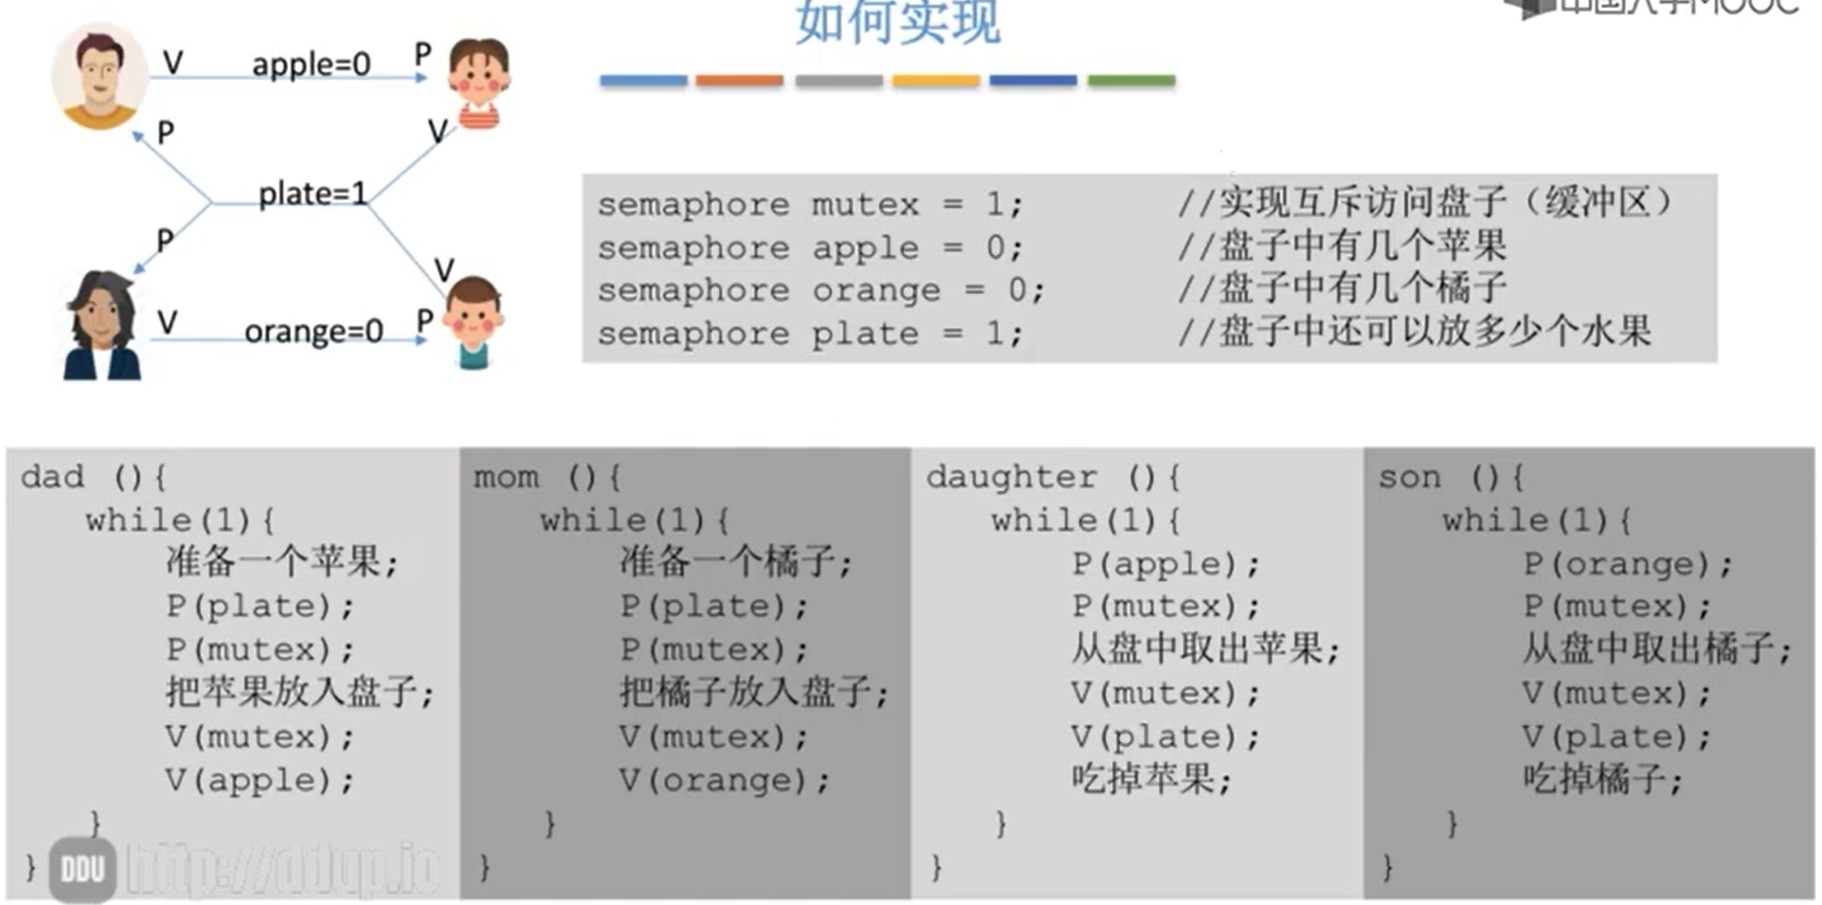 如何实现
中国大学MOOC
V apple=0 P
P V
plate=1
P V
V orange=0 P
semaphore mutex = 1; //实现互斥访问盘子（缓冲区）
semaphore apple = 0; //盘子中有几个苹果
semaphore orange = 0; //盘子中有几个橘子
semaphore plate = 1; //盘子中还可以放多少个水果
dad (){
while(1){
准备一个苹果;
P(plate);
P(mutex);
把苹果放入盘子;
V(mutex);
V(apple);
}
}
mom (){
while(1){
准备一个橘子;
P(plate);
P(mutex);
把橘子放入盘子;
V(mutex);
V(orange);
}
}
daughter (){
while(1){
P(apple);
P(mutex);
从盘中取出苹果;
V(mutex);
V(plate);
吃掉苹果;
}
}
son (){
while(1){
P(orange);
P(mutex);
从盘中取出橘子;
V(mutex);
V(plate);
吃掉橘子;
}
}
DDU http://ddup.io